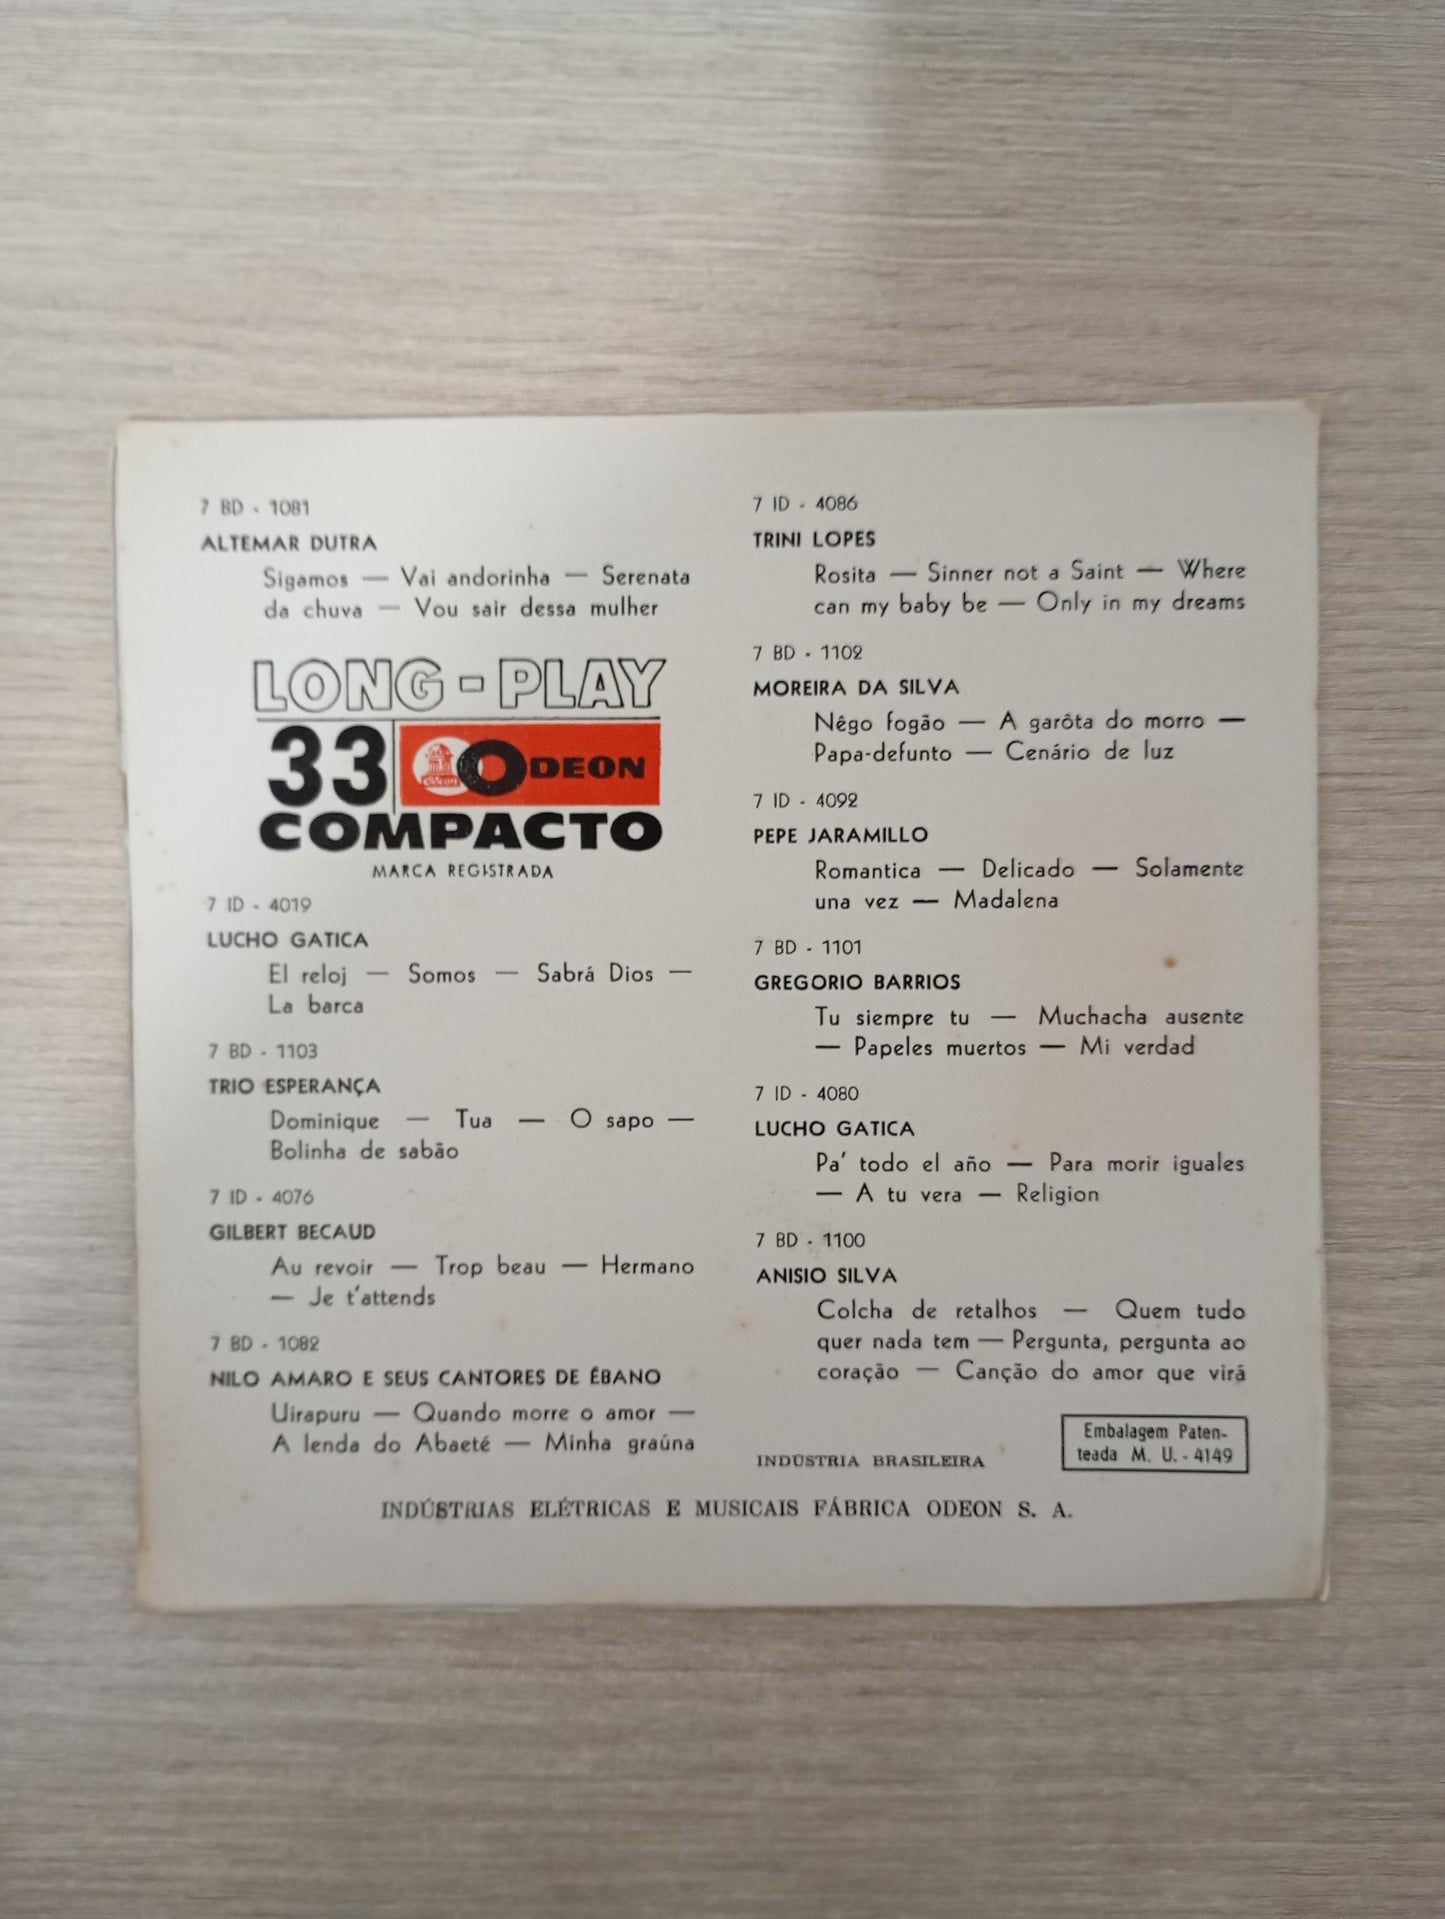 7 BD - 1081
ALTEMAR DUTRA
Sigamos — Vai andorinha — Serenata
da chuva — Vou sair dessa mulher
LONG-PLAY
33 ODEON
COMPACTO
MARCA REGISTRADA
7 ID - 4019
LUCHO GATICA
El reloj — Somos — Sabrá Dios —
La barca
7 BD - 1103
TRIO ESPERANÇA
Dominique — Tua — O sapo —
Bolinha de sabão
7 ID - 4076
GILBERT BECAUD
Au revoir — Trop beau — Hermano
— Je t'attends
7 BD - 1082
NILO AMARO E SEUS CANTORES DE ÉBANO
Uirapuru — Quando morre o amor —
A lenda do Abaeté — Minha graúna
7 ID - 4086
TRINI LOPES
Rosita — Sinner not a Saint — Where
can my baby be — Only in my dreams
7 BD - 1102
MOREIRA DA SILVA
Nêgo fogão — A garôta do morro —
Papa-defunto — Cenário de luz
7 ID - 4092
PEPE JARAMILLO
Romantica — Delicado — Solamente
una vez — Madalena
7 BD - 1101
GREGORIO BARRIOS
Tu siempre tu — Muchacha ausente
— Papeles muertos — Mi verdad
7 ID - 4080
LUCHO GATICA
Pa' todo el año — Para morir iguales
— A tu vera — Religion
7 BD - 1100
ANISIO SILVA
Colcha de retalhos — Quem tudo
quer nada tem — Pergunta, pergunta ao
coração — Canção do amor que virá
INDÚSTRIA BRASILEIRA
Embalagem Paten-
teada M. U. - 4149
INDÚSTRIAS ELÉTRICAS E MUSICAIS FÁBRICA ODEON S. A.